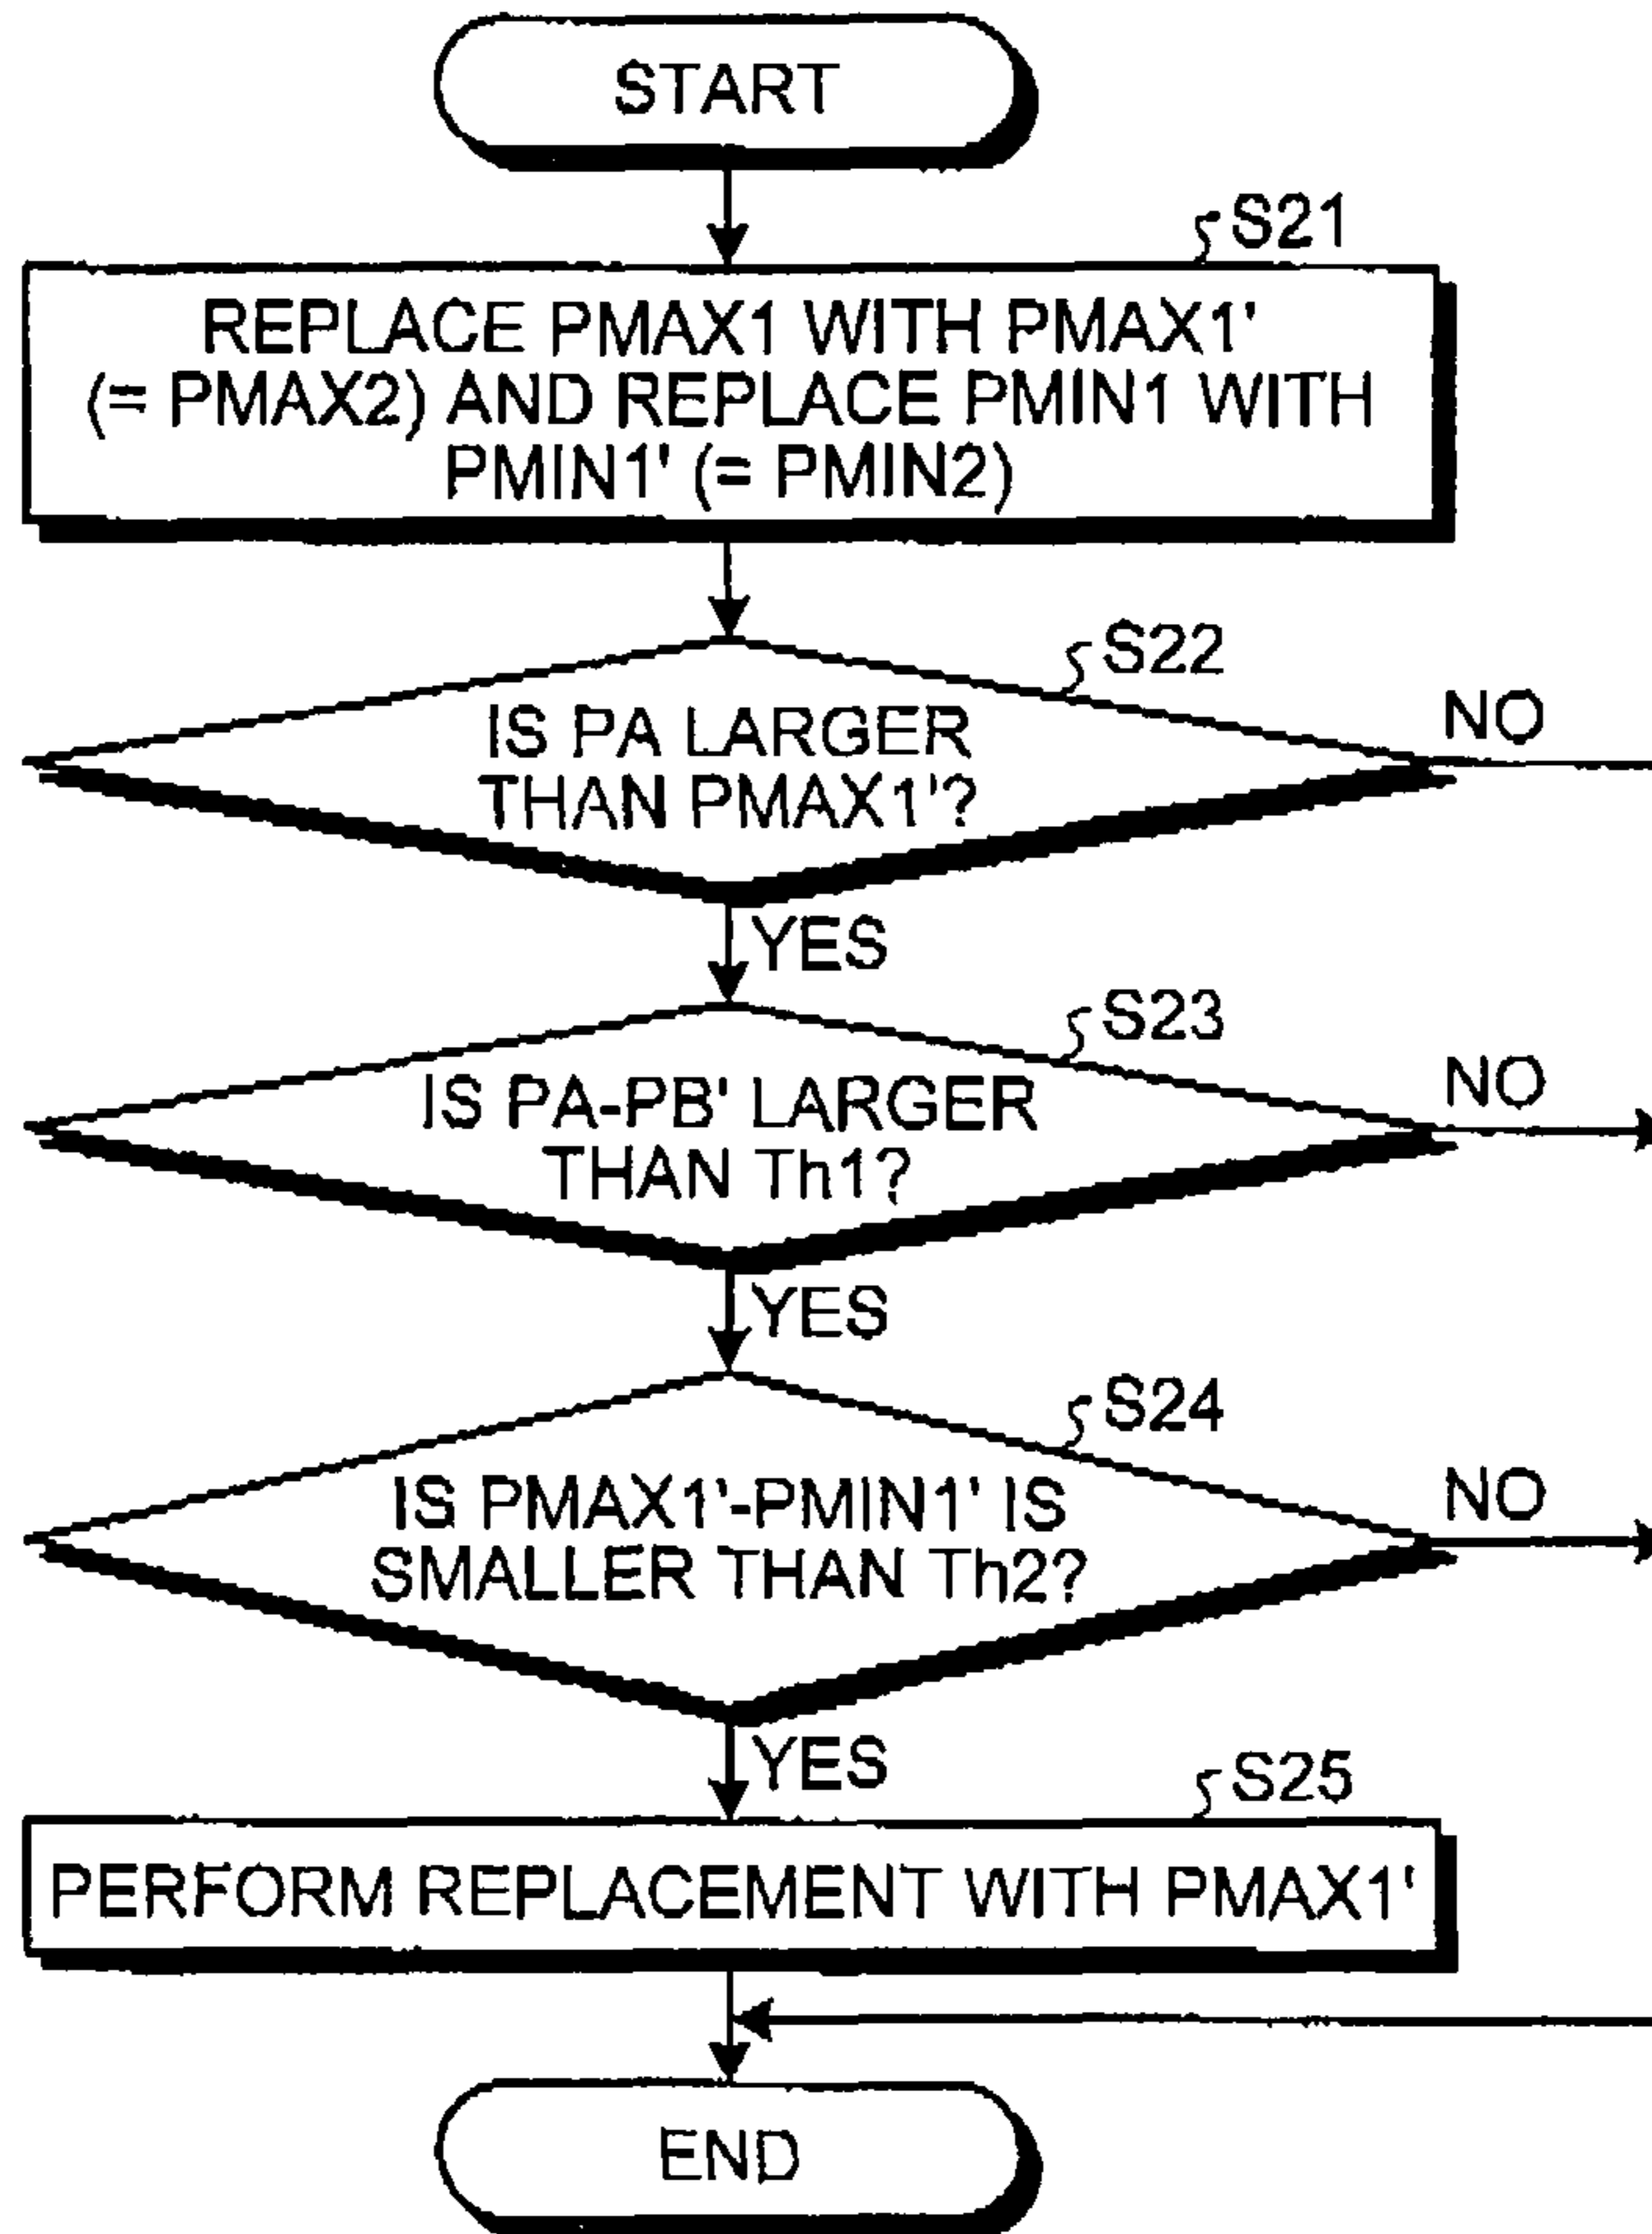 START
S21
REPLACE PMAX1 WITH PMAX1'
(= PMAX2) AND REPLACE PMIN1 WITH
PMIN1' (= PMIN2)
S22
IS PA LARGER
THAN PMAX1'?
NO
YES
S23
IS PA-PB' LARGER
THAN Th1?
NO
YES
S24
IS PMAX1'-PMIN1' IS
SMALLER THAN Th2?
NO
YES
S25
PERFORM REPLACEMENT WITH PMAX1'
END